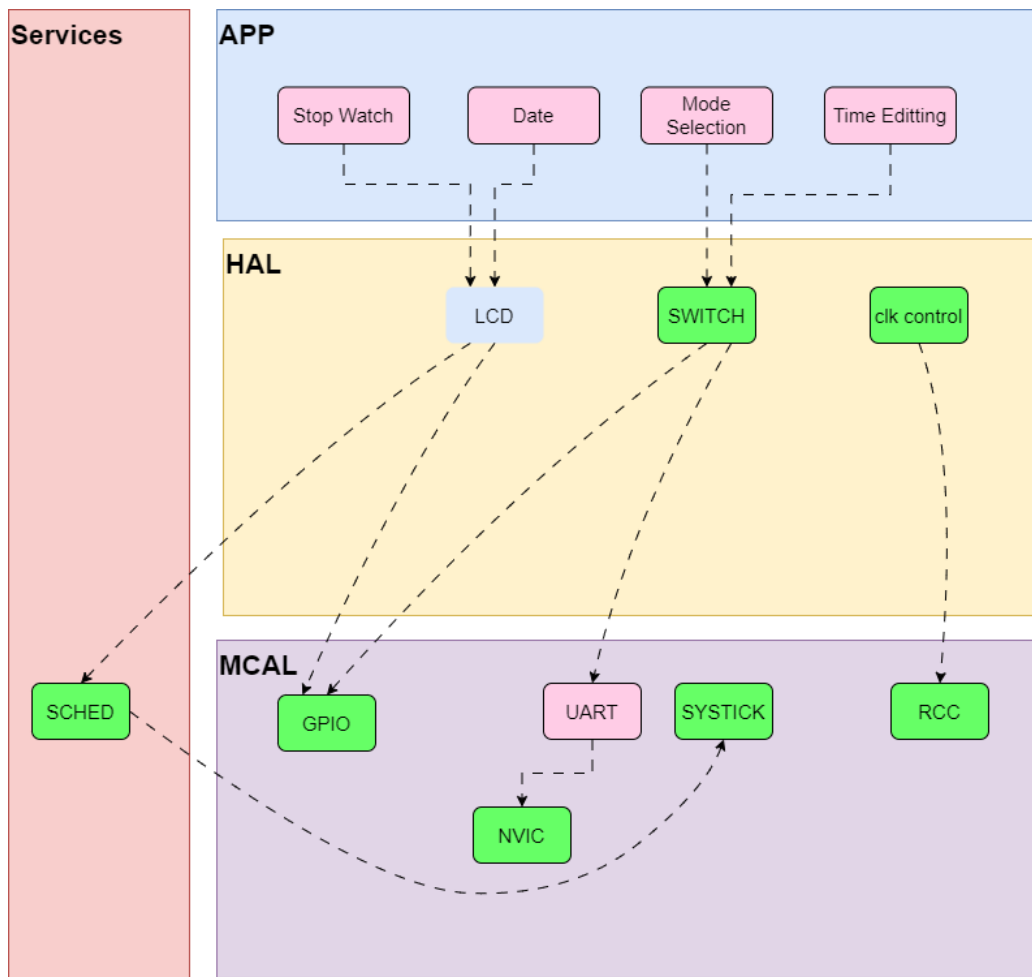 Services
APP
Stop Watch
Date
Mode
Selection
Time Editting
HAL
LCD
SWITCH
clk control
MCAL
SCHED
GPIO
UART
SYSTICK
RCC
NVIC